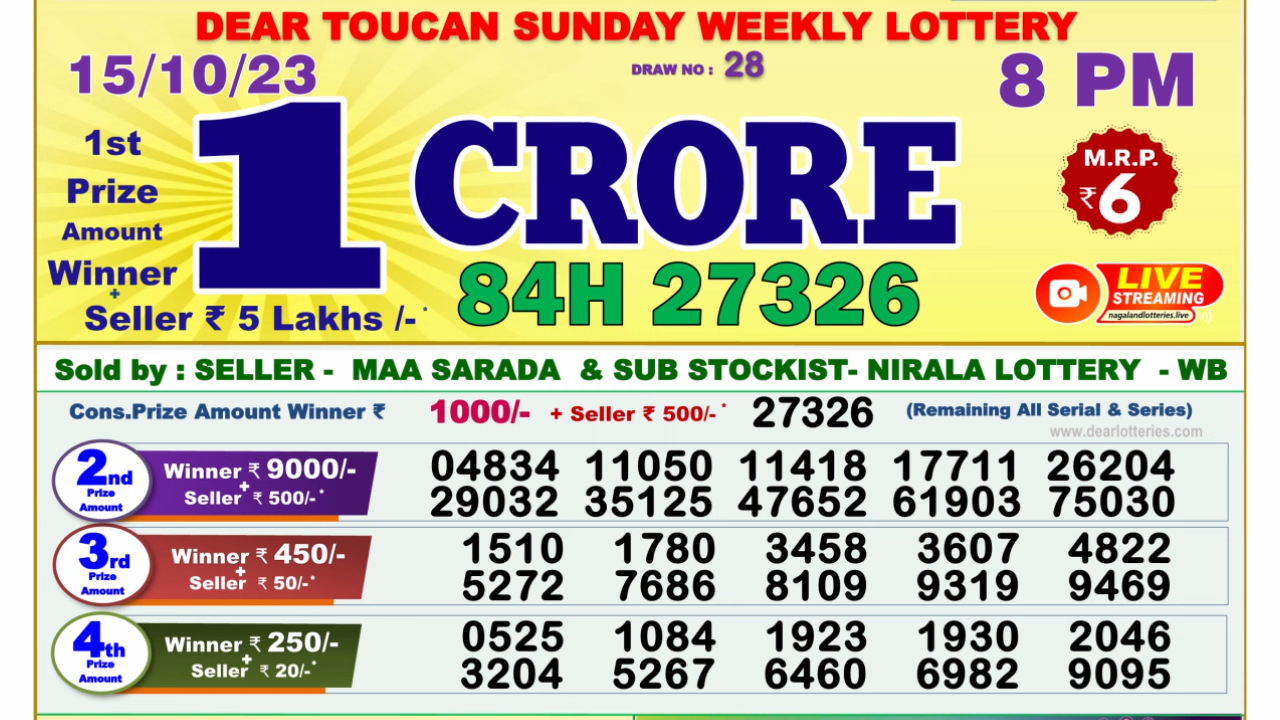 DEAR TOUCAN SUNDAY WEEKLY LOTTERY
15/10/23
DRAW NO : 28
8 PM
1st
Prize
Amount
Winner
+
Seller ₹ 5 Lakhs /-*
1 CRORE
84H 27326
M.R.P.
₹6
LIVE
STREAMING
nagalandlotteries.live
Sold by : SELLER - MAA SARADA & SUB STOCKIST- NIRALA LOTTERY - WB
Cons.Prize Amount Winner ₹ 1000/- + Seller ₹ 500/-* 27326 (Remaining All Serial & Series)
www.dearlotteries.com
2nd
Prize
Amount
Winner ₹ 9000/-
+
Seller ₹ 500/-*
04834 11050 11418 17711 26204
29032 35125 47652 61903 75030
3rd
Prize
Amount
Winner ₹ 450/-
+
Seller ₹ 50/-*
1510 1780 3458 3607 4822
5272 7686 8109 9319 9469
4th
Prize
Amount
Winner ₹ 250/-
+
Seller ₹ 20/-*
0525 1084 1923 1930 2046
3204 5267 6460 6982 9095